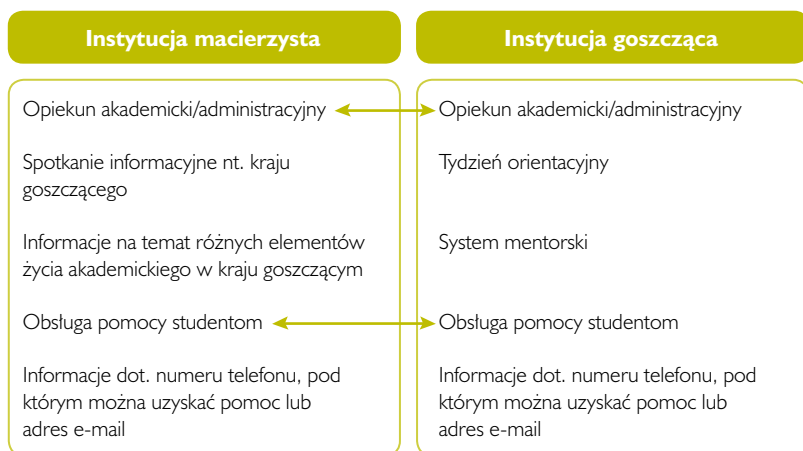 Instytucja macierzysta
Opiekun akademicki/administracyjny
Spotkanie informacyjne nt. kraju
goszczącego
Informacje na temat różnych elementów
życia akademickiego w kraju goszczącym
Obsługa pomocy studentom
Informacje dot. numeru telefonu, pod
którym można uzyskać pomoc lub
adres e-mail
Instytucja goszcząca
Opiekun akademicki/administracyjny
Tydzień orientacyjny
System mentorski
Obsługa pomocy studentom
Informacje dot. numeru telefonu, pod
którym można uzyskać pomoc lub
adres e-mail